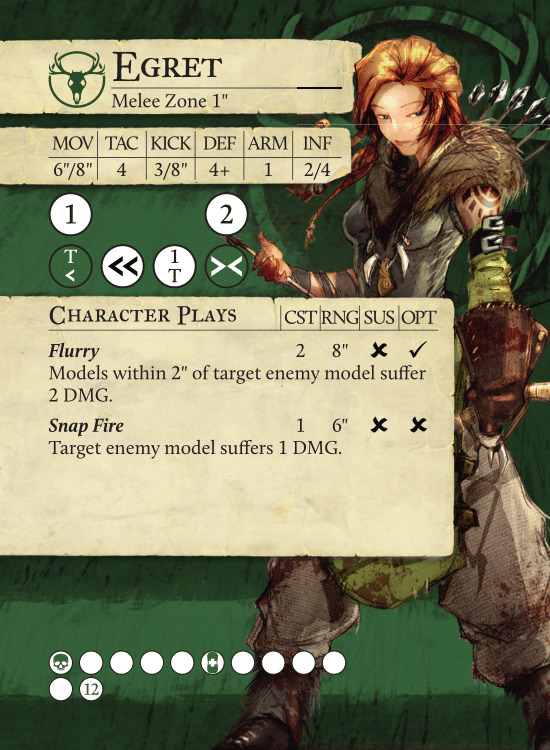 Egret
Melee Zone 1"
MOV TAC KICK DEF ARM INF
6"/8" 4 3/8" 4+ 1 2/4
1 2
T < << 1 T ><
Character Plays CST RNG SUS OPT
Flurry 2 8" ✘ ✓
Models within 2" of target enemy model suffer
2 DMG.
Snap Fire 1 6" ✘ ✘
Target enemy model suffers 1 DMG.
12